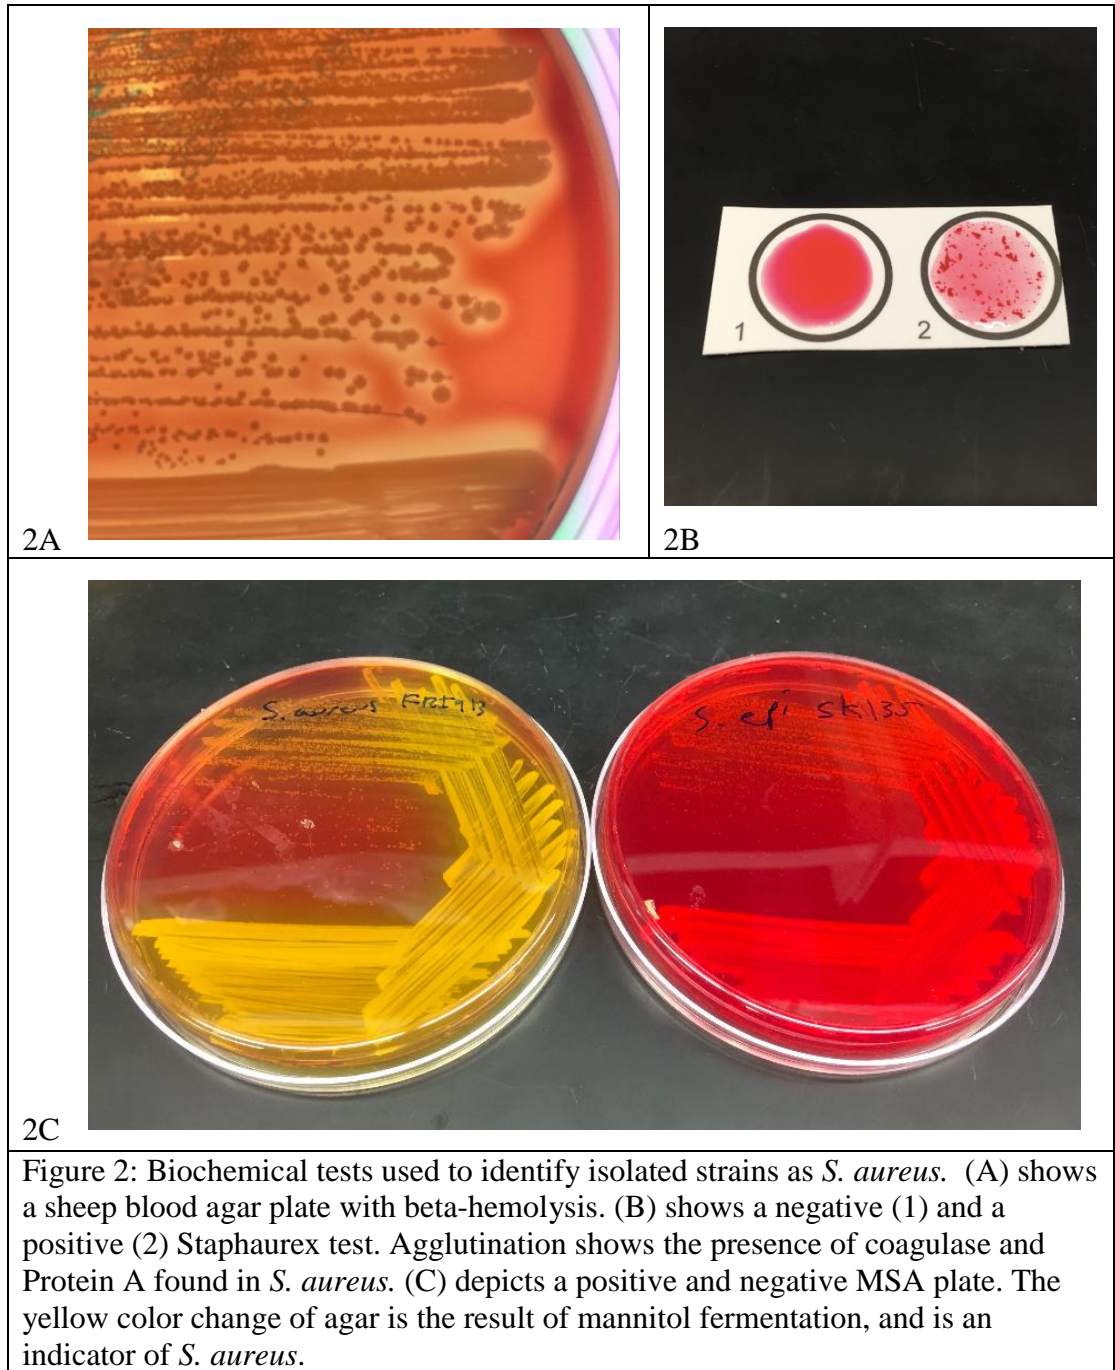 2A
2B
1
2
S. aureus FRI913
S. epi SK135
2C
Figure 2: Biochemical tests used to identify isolated strains as S. aureus. (A) shows
a sheep blood agar plate with beta-hemolysis. (B) shows a negative (1) and a
positive (2) Staphaurex test. Agglutination shows the presence of coagulase and
Protein A found in S. aureus. (C) depicts a positive and negative MSA plate. The
yellow color change of agar is the result of mannitol fermentation, and is an
indicator of S. aureus.